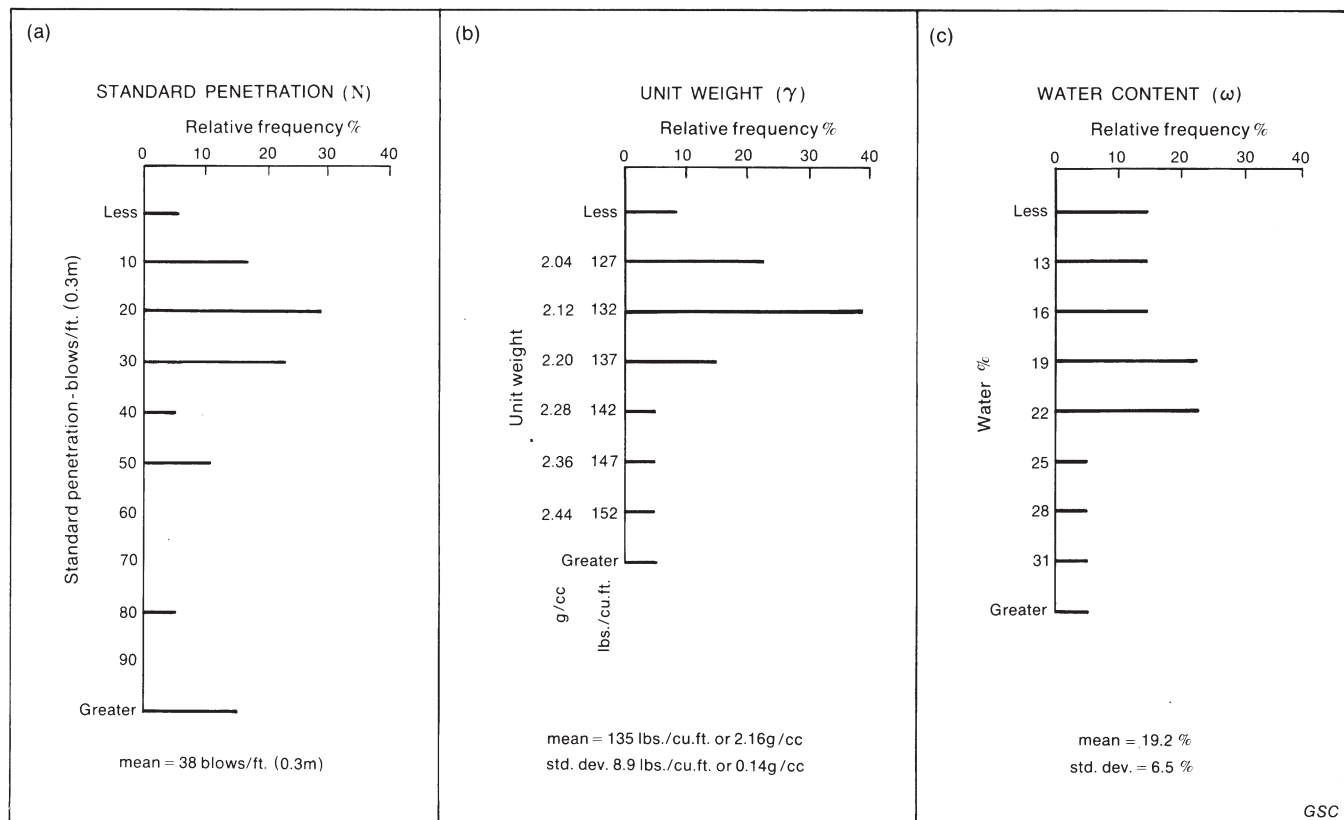 (a)
STANDARD PENETRATION (N)
Relative frequency %
0 10 20 30 40
Standard penetration - blows/ft. (0.3m)
Less
10
20
30
40
50
60
70
80
90
Greater
mean = 38 blows/ft. (0.3m)
(b)
UNIT WEIGHT (γ)
Relative frequency %
0 10 20 30 40
Unit weight
Less
2.04 127
2.12 132
2.20 137
2.28 142
2.36 147
2.44 152
Greater
g/cc
lbs./cu.ft.
mean = 135 lbs./cu.ft. or 2.16g/cc
std. dev. 8.9 lbs./cu.ft. or 0.14g/cc
(c)
WATER CONTENT (ω)
Relative frequency %
0 10 20 30 40
Water %
Less
13
16
19
22
25
28
31
Greater
mean = 19.2 %
std. dev. = 6.5 %
GSC